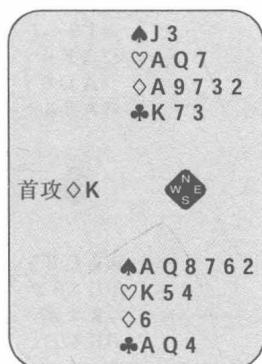 ♠J 3
♡A Q 7
◇A 9 7 3 2
♣K 7 3
首攻◇K
N
W E
S
♠A Q 8 7 6 2
♡K 5 4
◇6
♣A Q 4